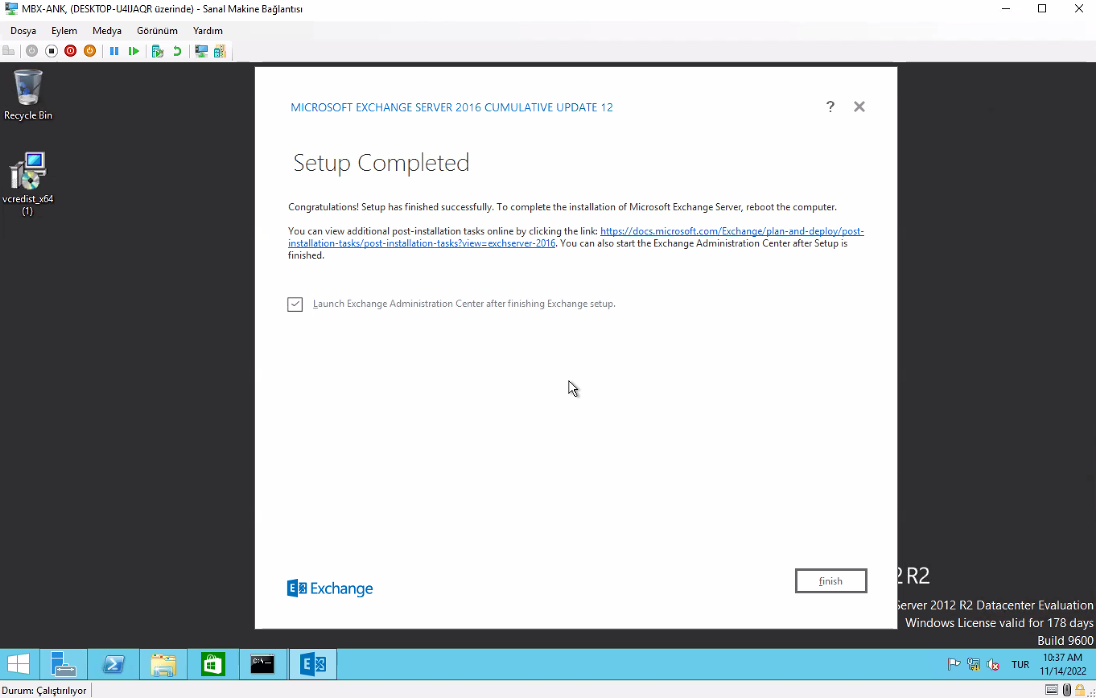 MBX-ANK, (DESKTOP-U4IJAQR üzerinde) - Sanal Makine Bağlantısı
Dosya Eylem Medya Görünüm Yardım
Recycle Bin
vcredist_x64
(1)
MICROSOFT EXCHANGE SERVER 2016 CUMULATIVE UPDATE 12
?
Setup Completed
Congratulations! Setup has finished successfully. To complete the installation of Microsoft Exchange Server, reboot the computer.
You can view additional post-installation tasks online by clicking the link: https://docs.microsoft.com/Exchange/plan-and-deploy/post-
installation-tasks/post-installation-tasks?view=exchserver-2016. You can also start the Exchange Administration Center after Setup is
finished.
Launch Exchange Administration Center after finishing Exchange setup.
Exchange
finish
2 R2
Server 2012 R2 Datacenter Evaluation
Windows License valid for 178 days
Build 9600
TUR
10:37 AM
11/14/2022
Durum: Çalıştırılıyor